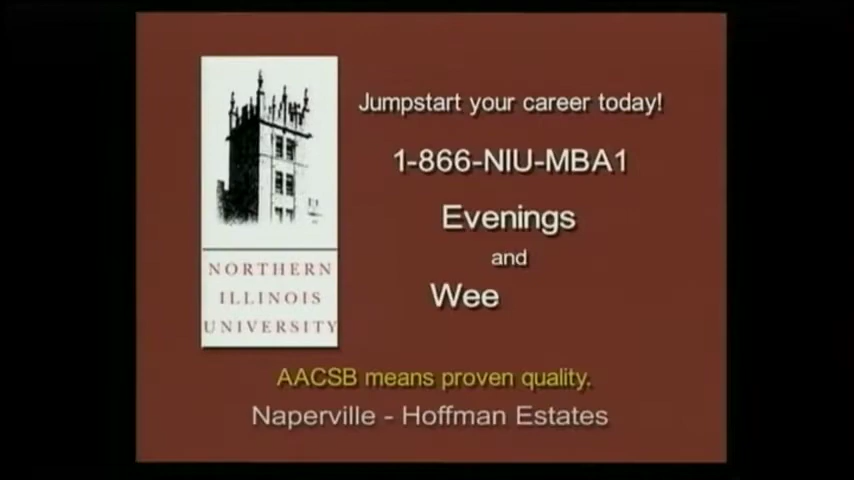 Jumpstart your career today!
1-866-NIU-MBA1
Evenings
and
Wee
NORTHERN
ILLINOIS
UNIVERSITY
AACSB means proven quality.
Naperville - Hoffman Estates